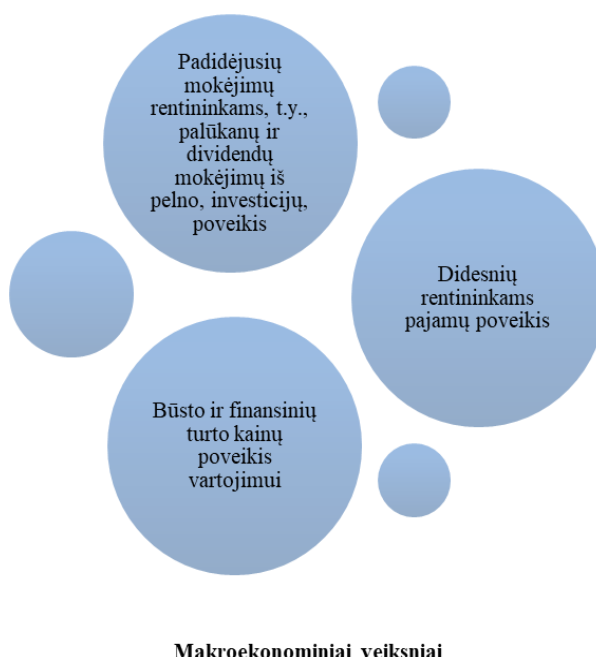 Padidėjusių
mokėjimų
rentininkams, t.y.,
palūkanų ir
dividendų
mokėjimų iš
pelno, investicijų,
poveikis
Didesnių
rentininkams
pajamų poveikis
Būsto ir finansinių
turto kainų
poveikis
vartojimui
Makroekonominiai veiksniai